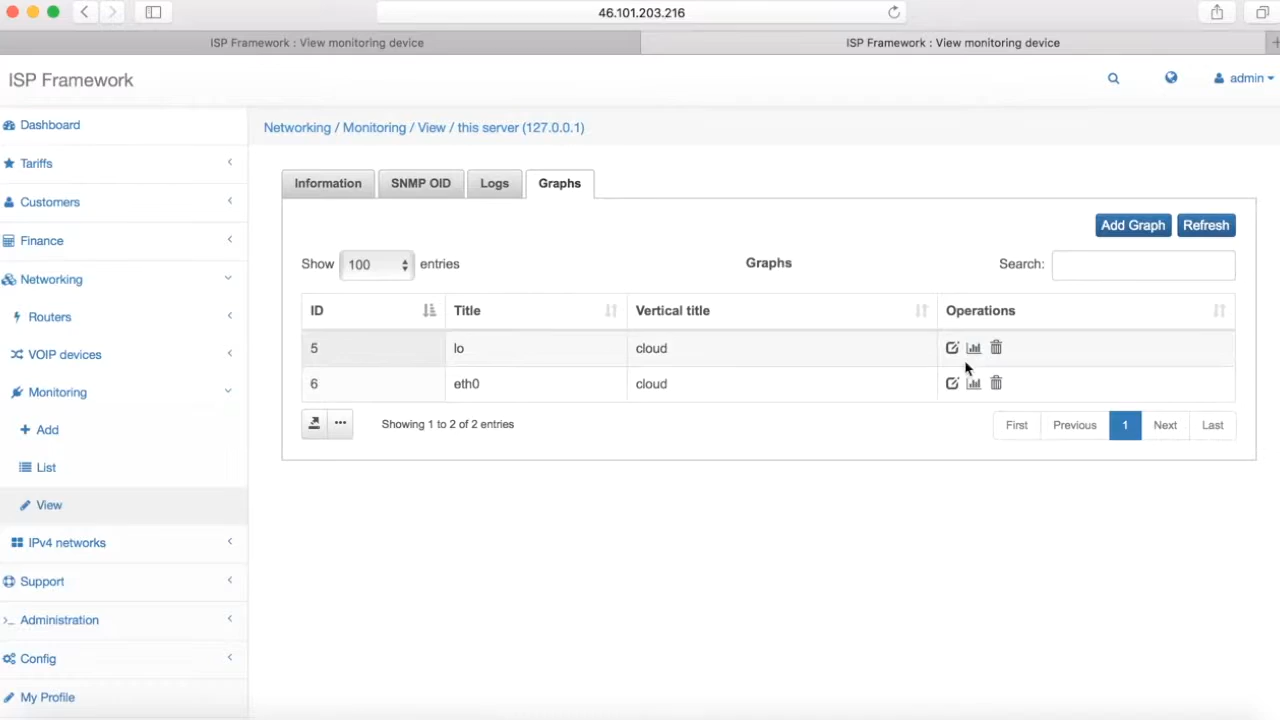 46.101.203.216
ISP Framework : View monitoring device
ISP Framework : View monitoring device
ISP Framework
admin
Dashboard
Tariffs
Customers
Finance
Networking
Routers
VOIP devices
Monitoring
Add
List
View
IPv4 networks
Support
Administration
Config
My Profile
Networking / Monitoring / View / this server (127.0.0.1)
Information SNMP OID Logs Graphs
Add Graph Refresh
Show 100 entries Graphs Search:
ID Title Vertical title Operations
5 lo cloud
6 eth0 cloud
Showing 1 to 2 of 2 entries First Previous 1 Next Last